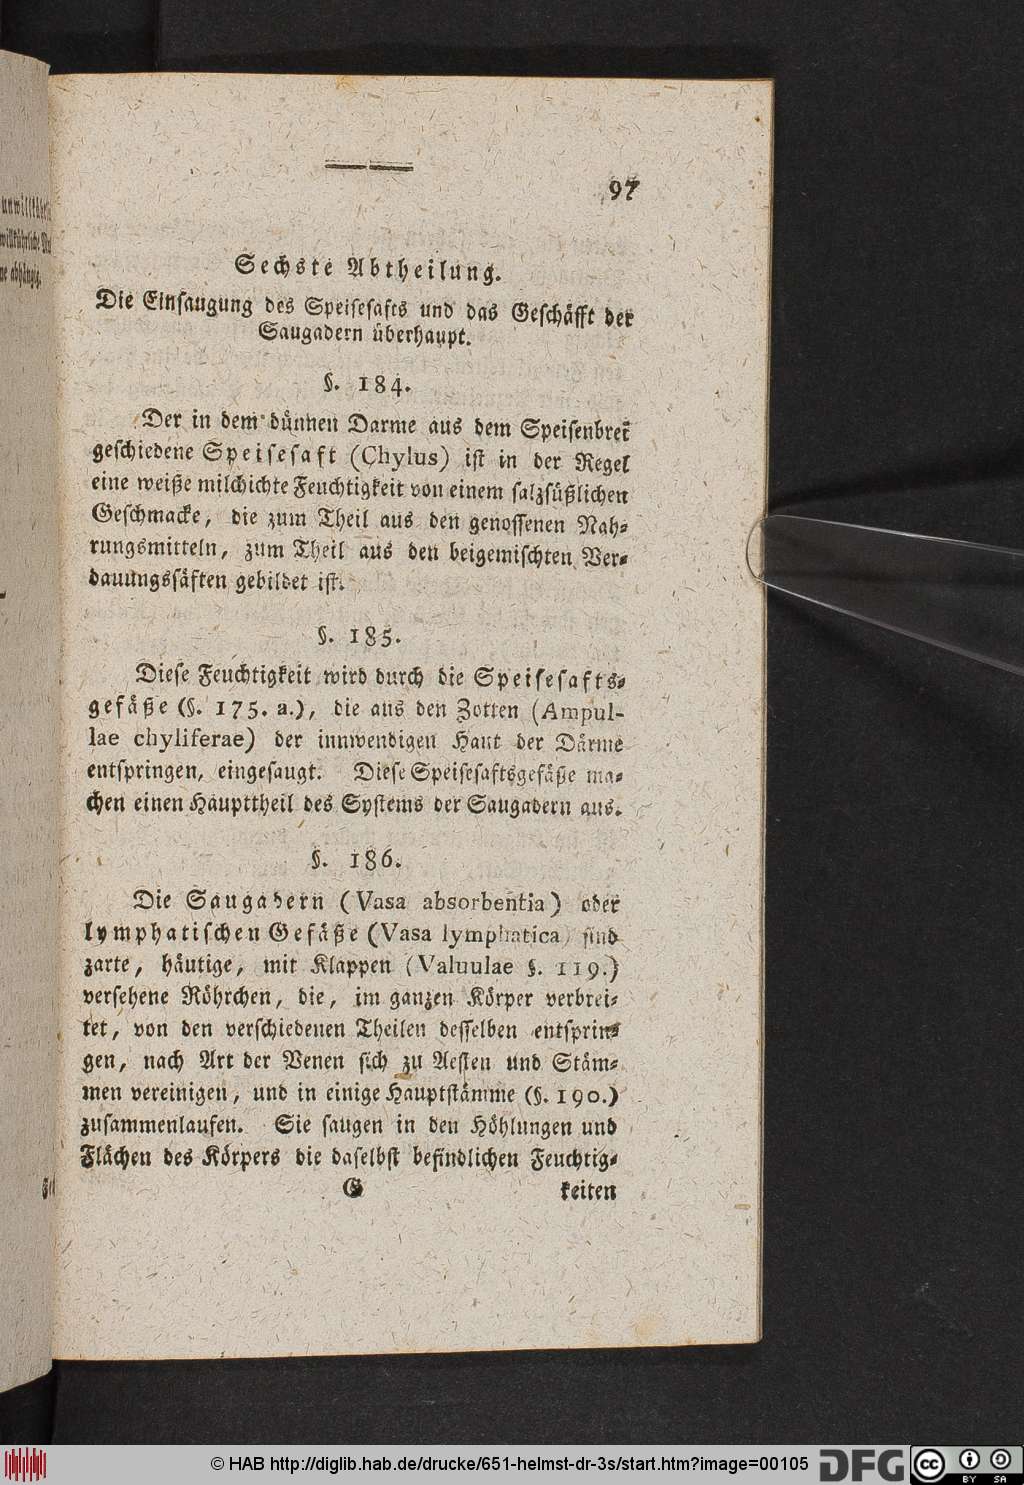 97
Sechste Abtheilung.
Die Einsaugung des Speisesafts und das Geschäfft der
Saugadern überhaupt.
§. 184.
Der in dem dünnen Darme aus dem Speisenbrei
geschiedene Speisesaft (Chylus) ist in der Regel
eine weiße milchichte Feuchtigkeit von einem salzsüßlichen
Geschmacke, die zum Theil aus den genossenen Nah-
rungsmitteln, zum Theil aus den beigemischten Ver-
dauungssäften gebildet ist.
§. 185.
Diese Feuchtigkeit wird durch die Speisesafts-
gefäße (§. 175. a.), die aus den Zotten (Ampul-
lae chyliferae) der innwendigen Haut der Därme
entspringen, eingesaugt. Diese Speisesaftsgefäße ma-
chen einen Haupttheil des Systems der Saugadern aus.
§. 186.
Die Saugadern (Vasa absorbentia) oder
lymphatischen Gefäße (Vasa lymphatica) sind
zarte, häutige, mit Klappen (Valuulae §. 119.)
versehene Röhrchen, die, im ganzen Körper verbrei-
tet, von den verschiedenen Theilen desselben entsprin-
gen, nach Art der Venen sich zu Aesten und Stäm-
men vereinigen, und in einige Hauptstämme (§. 190.)
zusammenlaufen. Sie saugen in den Höhlungen und
Flächen des Körpers die daselbst befindlichen Feuchtig-
G keiten
© HAB http://diglib.hab.de/drucke/651-helmst-dr-3s/start.htm?image=00105
DFG
cc BY SA